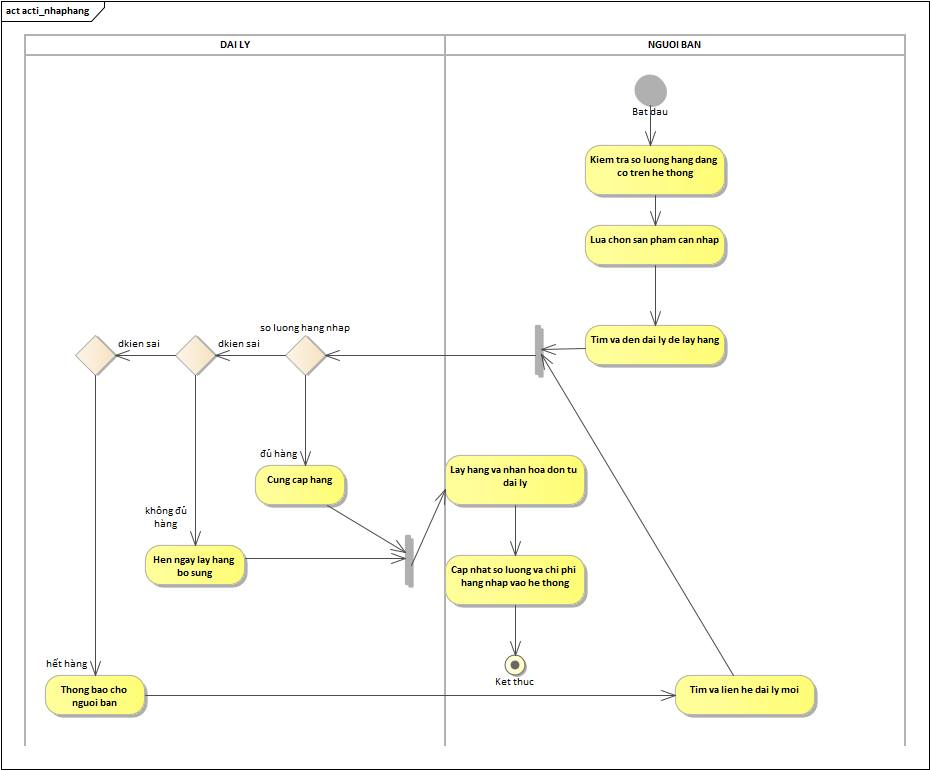 act acti_nhaphang
DAI LY
NGUOI BAN
Bat dau
Kiem tra so luong hang dang
co tren he thong
Lua chon san pham can nhap
Tim va den dai ly de lay hang
so luong hang nhap
dkien sai
dkien sai
đủ hàng
Cung cap hang
Lay hang va nhan hoa don tu
dai ly
không đủ
hàng
Hen ngay lay hang
bo sung
Cap nhat so luong va chi phi
hang nhap vao he thong
Ket thuc
hết hàng
Thong bao cho
nguoi ban
Tim va lien he dai ly moi